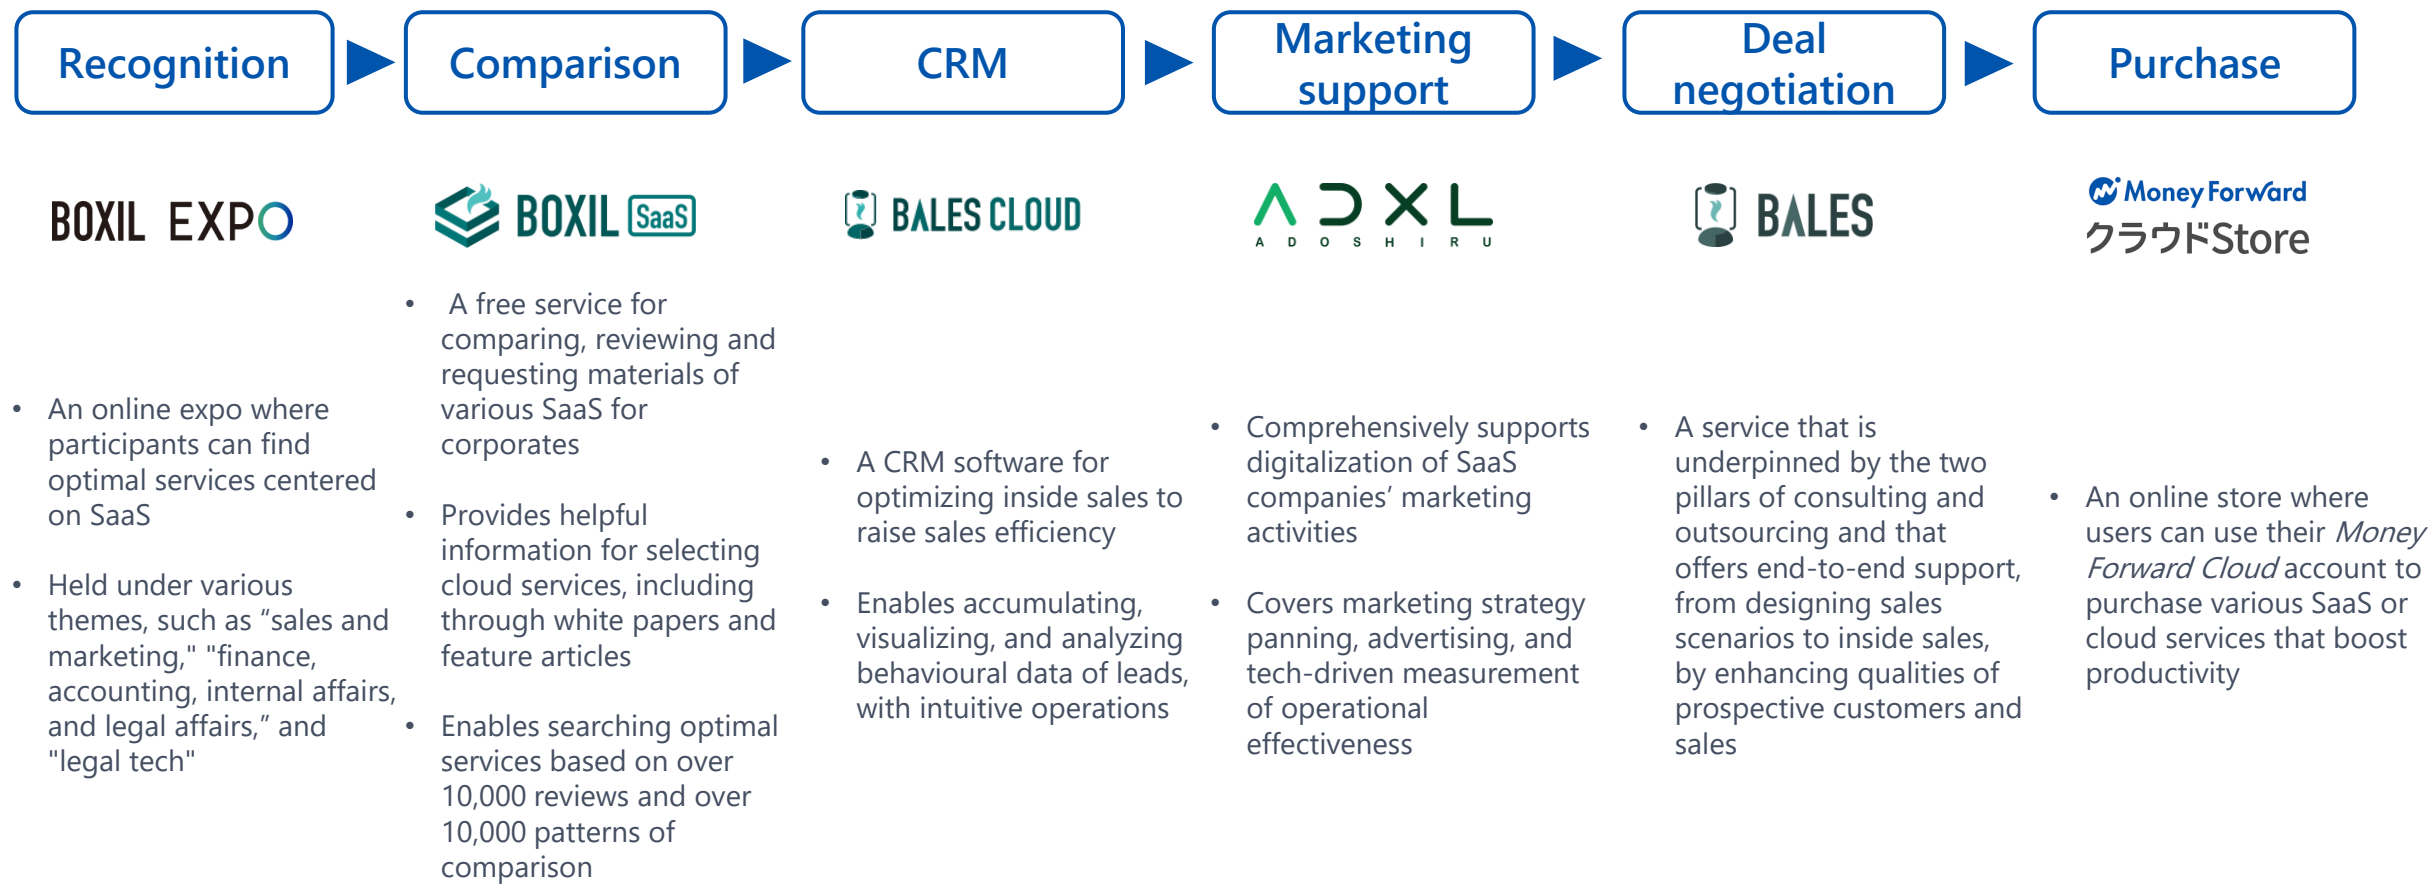 Recognition
Comparison
CRM
Marketing
support
Deal
negotiation
Purchase
BOXIL EXPO
BOXIL SaaS
BALES CLOUD
ADXL
ADOSHIRU
BALES
Money Forward
クラウドStore
• An online expo where
participants can find
optimal services centered
on SaaS
• Held under various
themes, such as “sales and
marketing," "finance,
accounting, internal affairs,
and legal affairs,” and
"legal tech"
• A free service for
comparing, reviewing and
requesting materials of
various SaaS for
corporates
• Provides helpful
information for selecting
cloud services, including
through white papers and
feature articles
• Enables searching optimal
services based on over
10,000 reviews and over
10,000 patterns of
comparison
• A CRM software for
optimizing inside sales to
raise sales efficiency
• Enables accumulating,
visualizing, and analyzing
behavioural data of leads,
with intuitive operations
• Comprehensively supports
digitalization of SaaS
companies’ marketing
activities
• Covers marketing strategy
panning, advertising, and
tech-driven measurement
of operational
effectiveness
• A service that is
underpinned by the two
pillars of consulting and
outsourcing and that
offers end-to-end support,
from designing sales
scenarios to inside sales,
by enhancing qualities of
prospective customers and
sales
• An online store where
users can use their Money
Forward Cloud account to
purchase various SaaS or
cloud services that boost
productivity